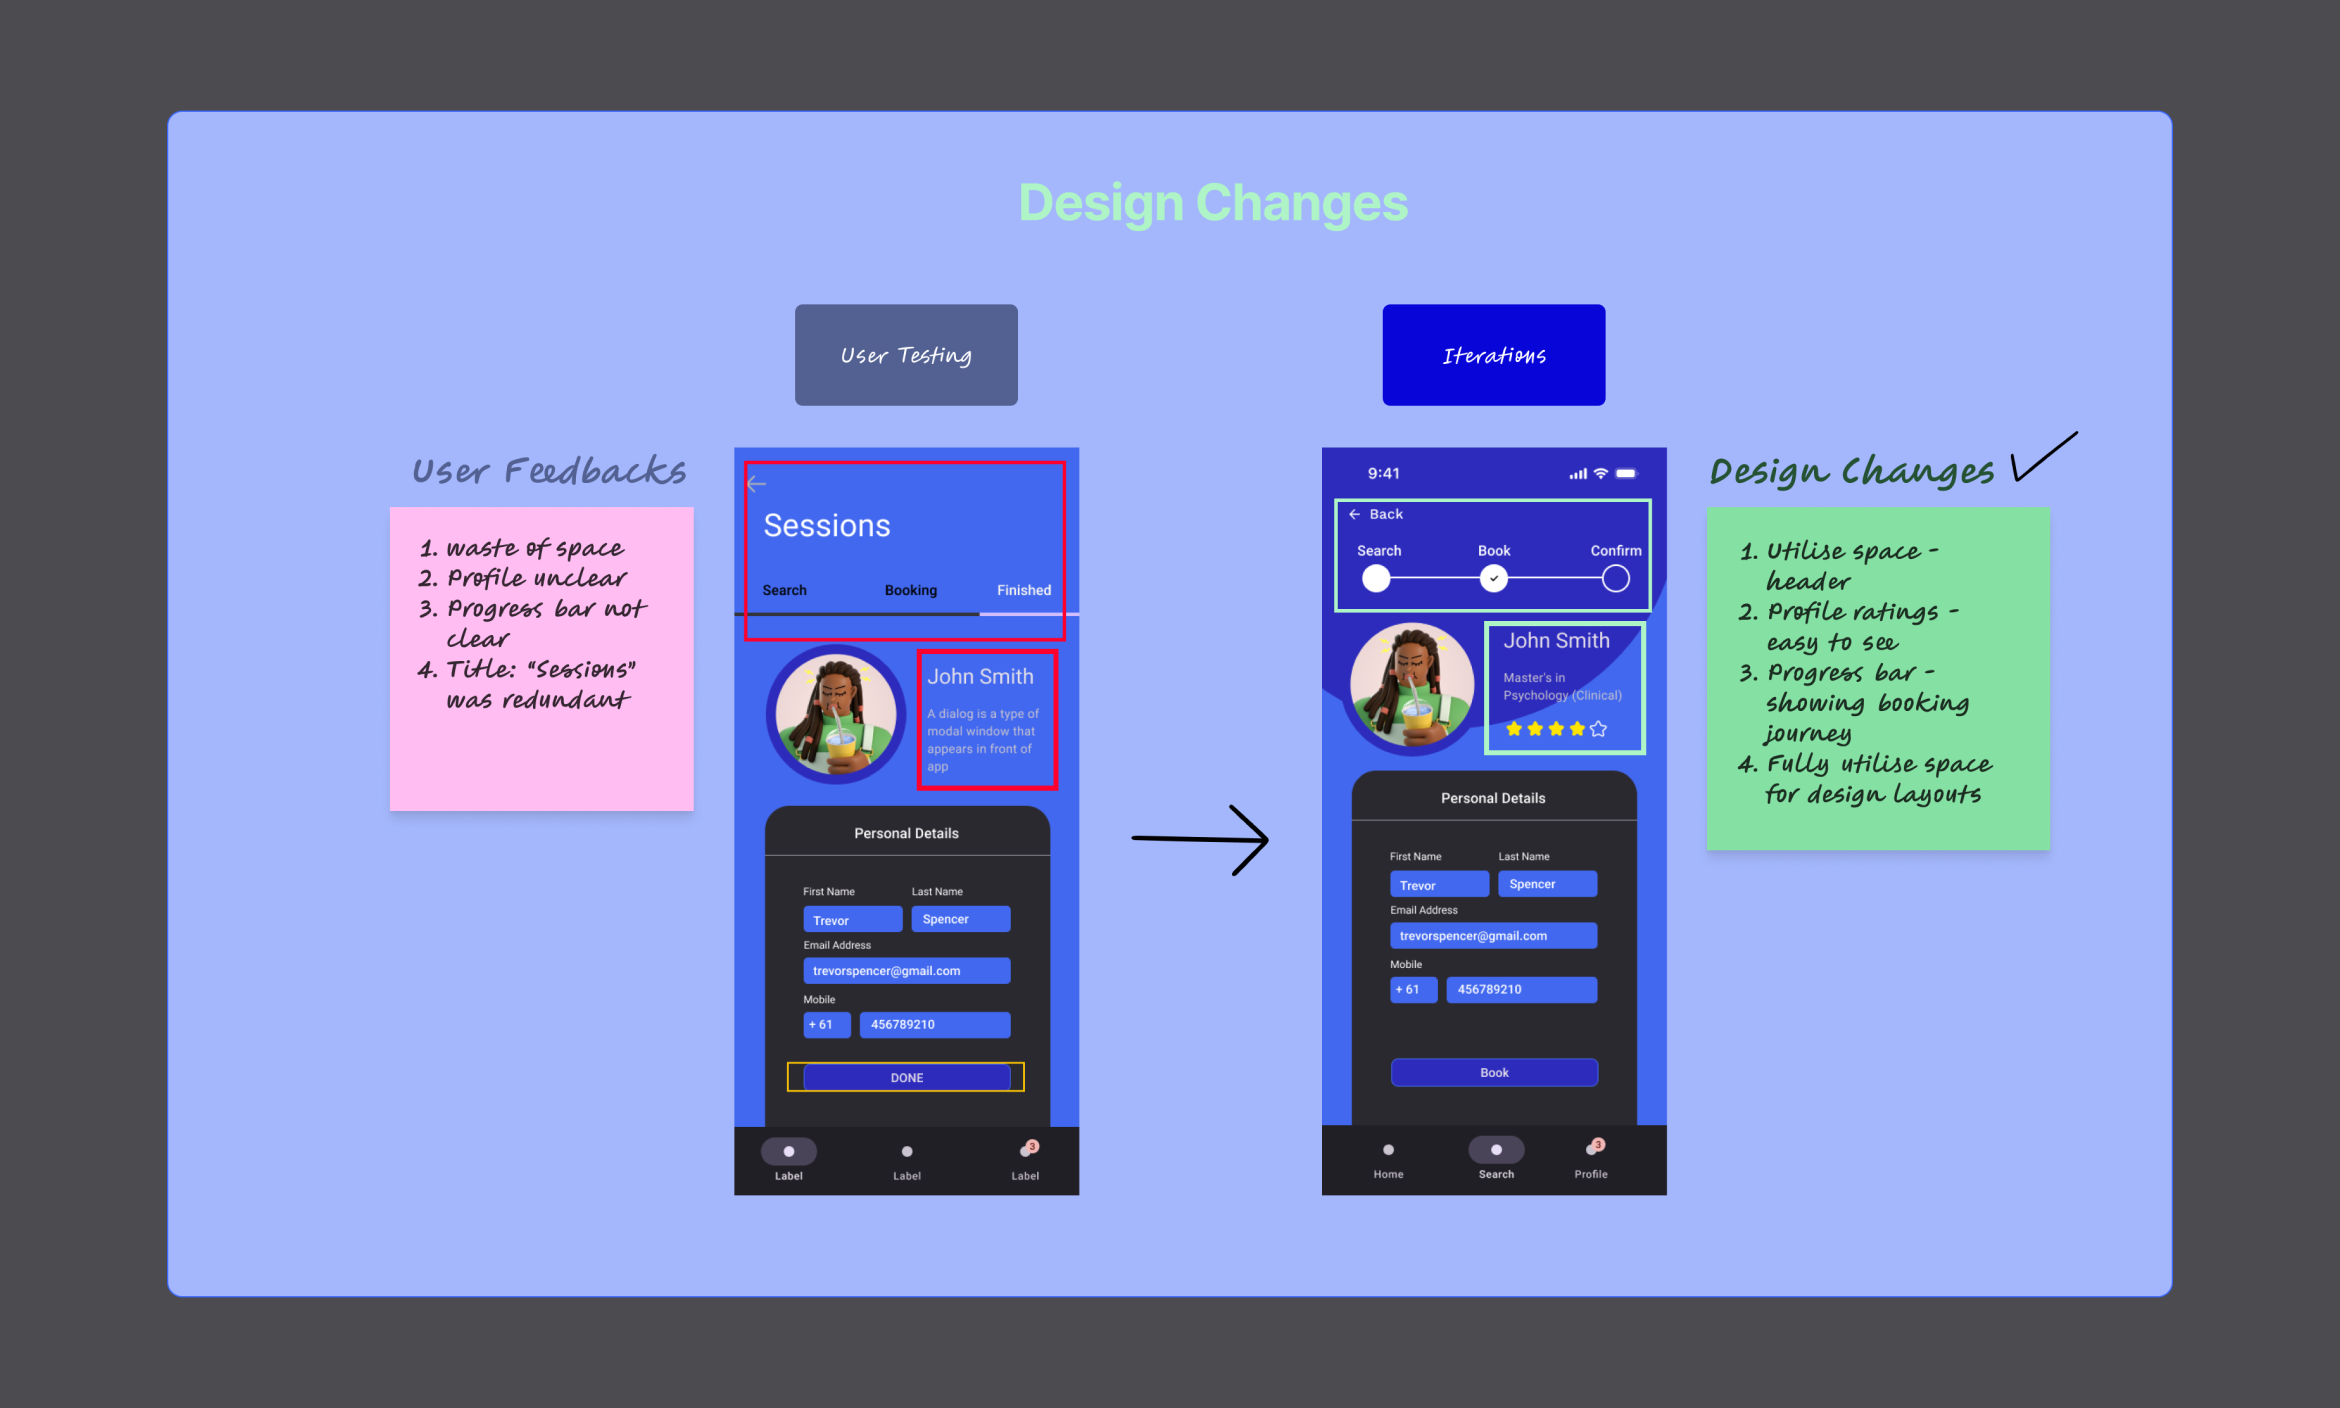 Design Changes
User Testing
Iterations
User Feedbacks
1. waste of space
2. Profile unclear
3. Progress bar not
clear
4. Title: “Sessions”
was redundant
Sessions
Search Booking Finished
John Smith
A dialog is a type of
modal window that
appears in front of
app
Personal Details
First Name Last Name
Trevor Spencer
Email Address
trevorspencer@gmail.com
Mobile
+ 61 456789210
DONE
3
Label Label Label
9:41
Back
Search Book Confirm
John Smith
Master's in
Psychology (Clinical)
Personal Details
First Name Last Name
Trevor Spencer
Email Address
trevorspencer@gmail.com
Mobile
+ 61 456789210
Book
3
Home Search Profile
Design Changes
1. Utilise space -
header
2. Profile ratings -
easy to see
3. Progress bar -
showing booking
journey
4. Fully utilise space
for design layouts